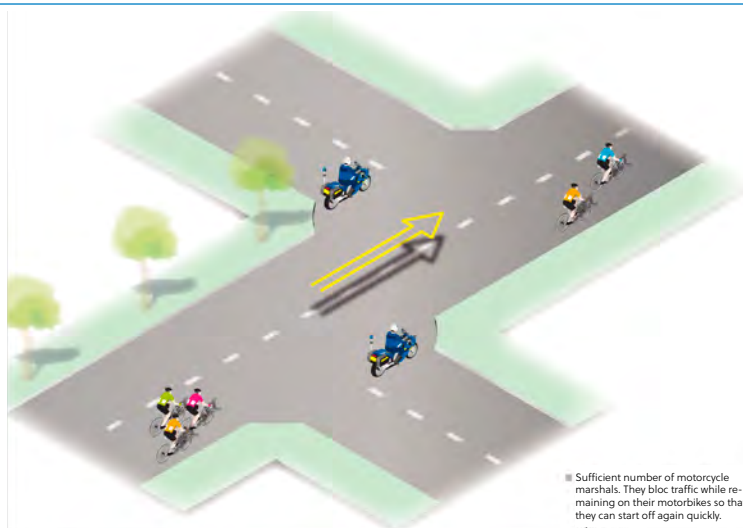 ■ Sufficient number of motorcycle
marshals. They bloc traffic while re-
maining on their motorbikes so tha
they can start off again quickly.